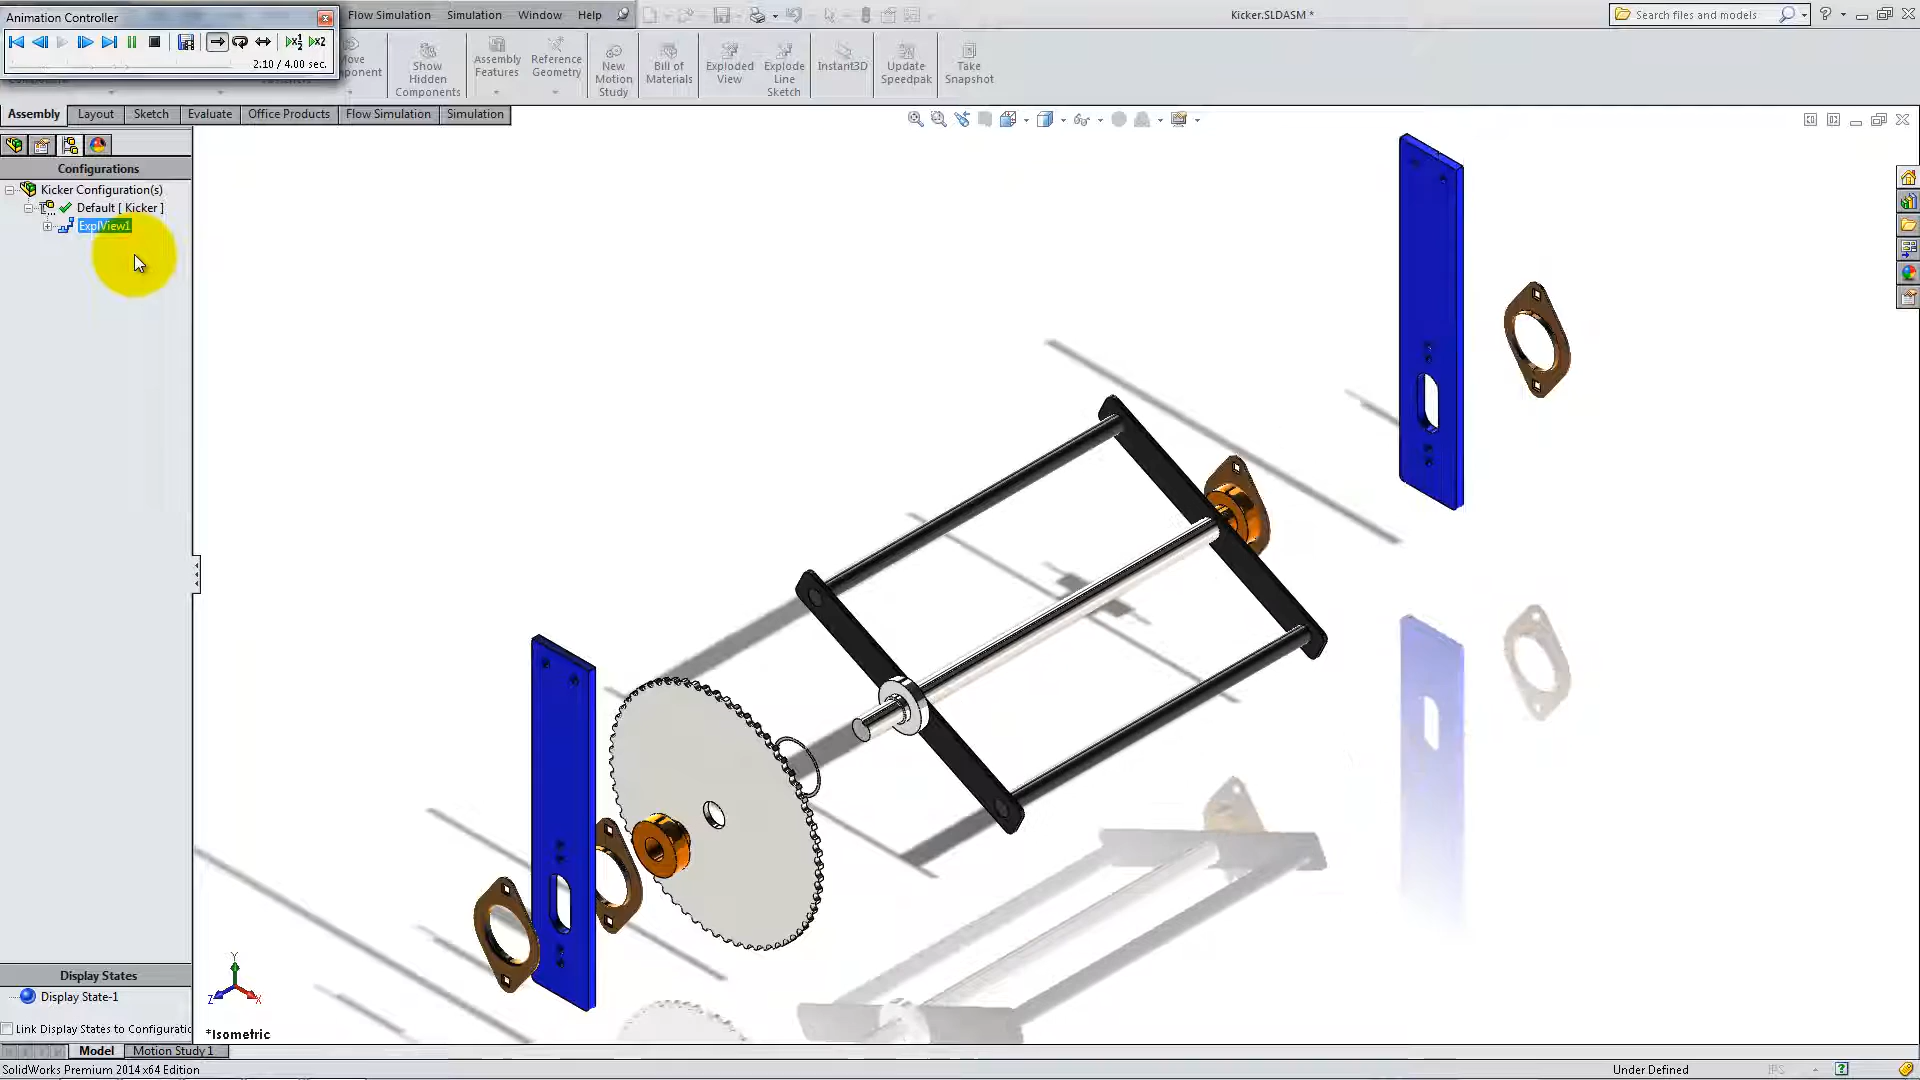 Animation Controller
Flow Simulation Simulation Window Help
Kicker.SLDASM *
Search files and models
2.10 / 4.00 sec.
Show Hidden Components
Assembly Features
Reference Geometry
New Motion Study
Bill of Materials
Exploded View
Explode Line Sketch
Instant3D
Update Speedpak
Take Snapshot
Assembly Layout Sketch Evaluate Office Products Flow Simulation Simulation
Configurations
Kicker Configuration(s)
Default [ Kicker ]
ExplView1
Display States
Display State-1
Link Display States to Configuratic
Y
Z X
*Isometric
Model Motion Study 1
SolidWorks Premium 2014 x64 Edition
Under Defined
IPS